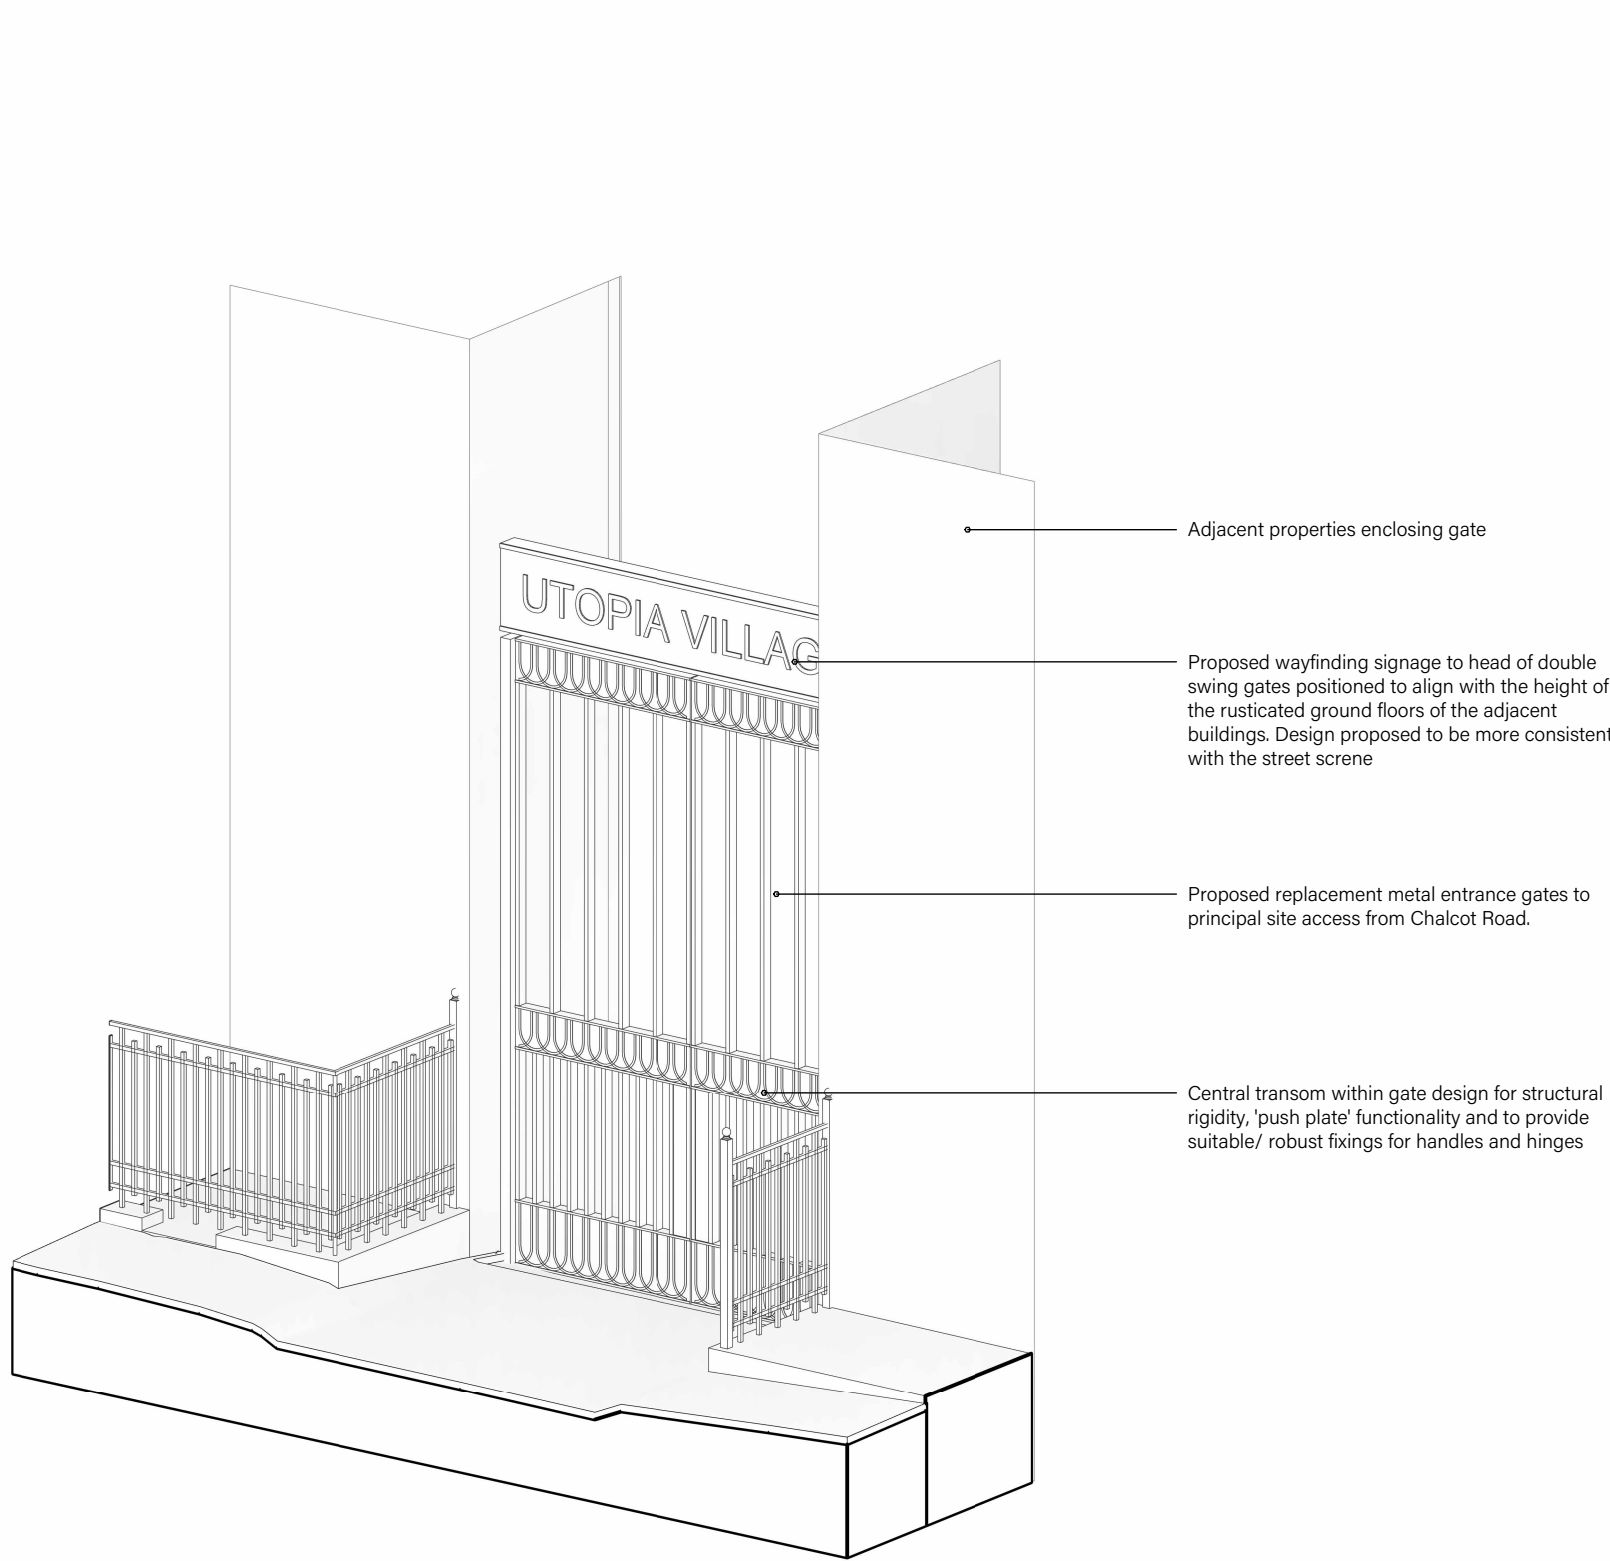 UTOPIA VILLAG
Adjacent properties enclosing gate
Proposed wayfinding signage to head of double
swing gates positioned to align with the height of
the rusticated ground floors of the adjacent
buildings. Design proposed to be more consistent
with the street screne
Proposed replacement metal entrance gates to
principal site access from Chalcot Road.
Central transom within gate design for structural
rigidity, 'push plate' functionality and to provide
suitable/ robust fixings for handles and hinges